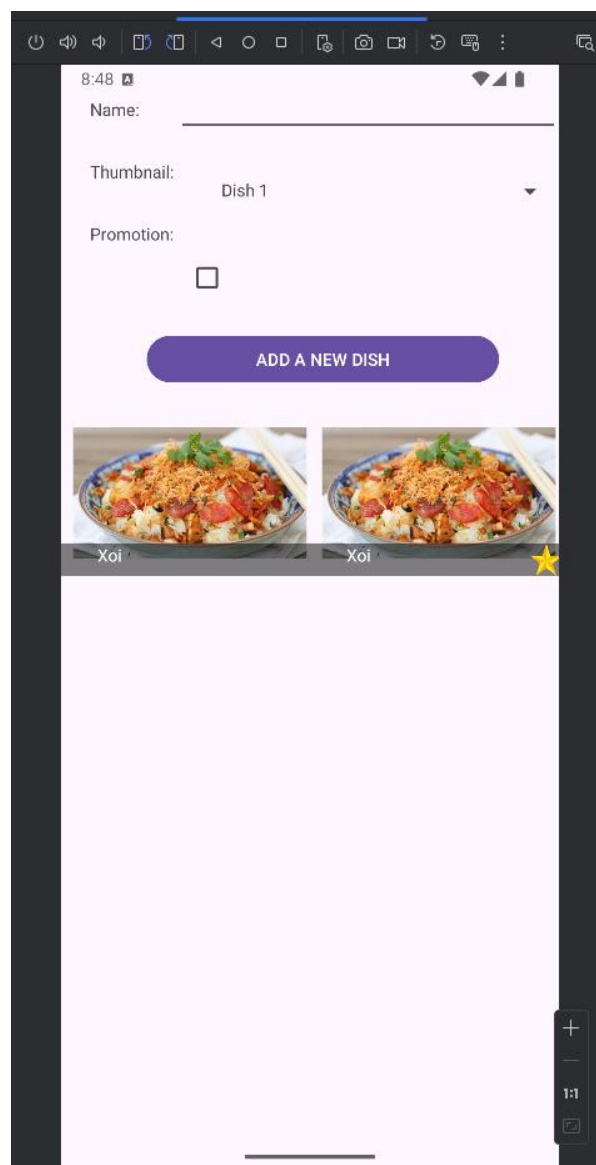 8:48 A
Name:
Thumbnail:
Dish 1
Promotion:
ADD A NEW DISH
Xoi
Xoi
1:1